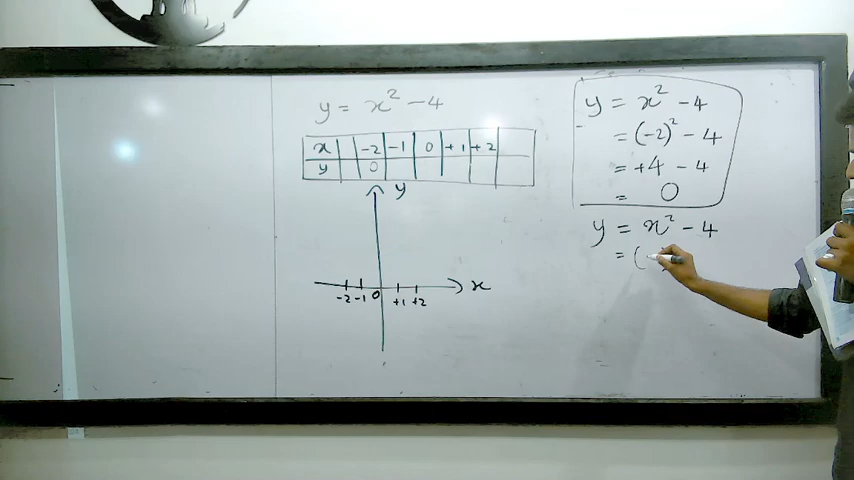 y = x² - 4
x -2 -1 0 +1 +2
y 0
y
x
-2 -1 0 +1 +2
y = x² - 4
= (-2)² - 4
= +4 - 4
= 0
y = x² - 4
= (-